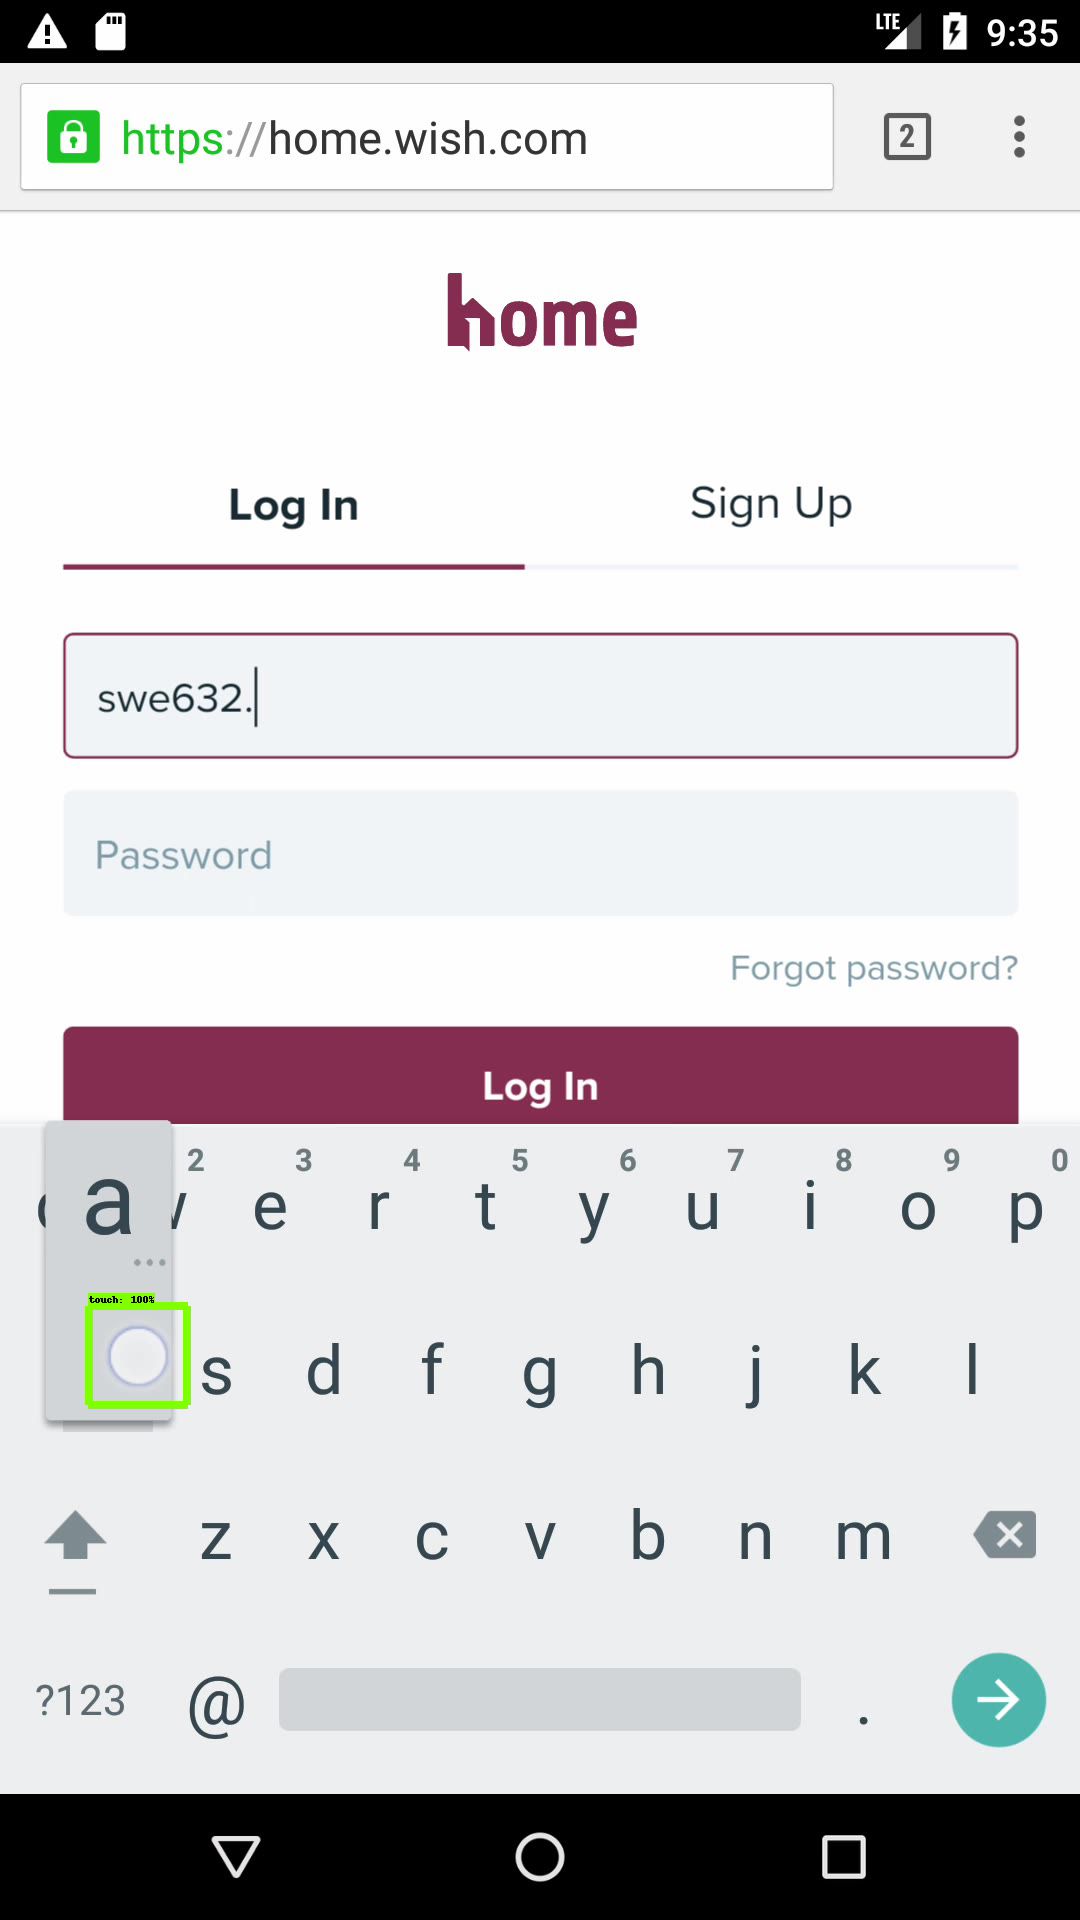 LTE 9:35
https://home.wish.com 2
home
Log In Sign Up
swe632.
Password
Forgot password?
Log In
2 3 4 5 6 7 8 9 0
e r t y u i o p
a
touch: 100%
s d f g h j k l
z x c v b n m
?123 @ .